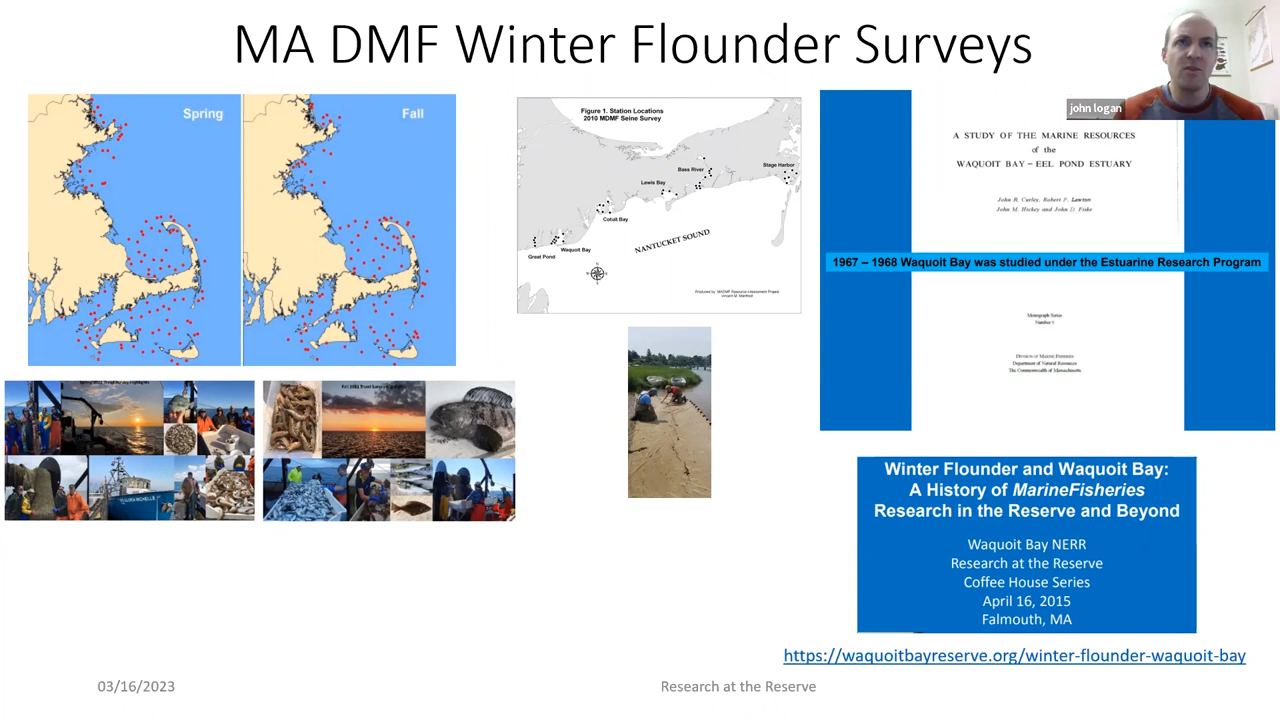 MA DMF Winter Flounder Surveys
john logan
Spring
Fall
Figure 1. Station Locations
2010 MDMF Seine Survey
Stage Harbor
Bass River
Lewis Bay
Cotuit Bay
Waquoit Bay
Great Pond
NANTUCKET SOUND
N
A STUDY OF THE MARINE RESOURCES
of the
WAQUOIT BAY – EEL POND ESTUARY
John R. Curley, Robert P. Lawton
John M. Hickey and John D. Fiske
1967 – 1968 Waquoit Bay was studied under the Estuarine Research Program
Monograph Series
Division of Marine Fisheries
Department of Natural Resources
The Commonwealth of Massachusetts
Winter Flounder and Waquoit Bay:
A History of MarineFisheries
Research in the Reserve and Beyond
Waquoit Bay NERR
Research at the Reserve
Coffee House Series
April 16, 2015
Falmouth, MA
https://waquoitbayreserve.org/winter-flounder-waquoit-bay
03/16/2023
Research at the Reserve